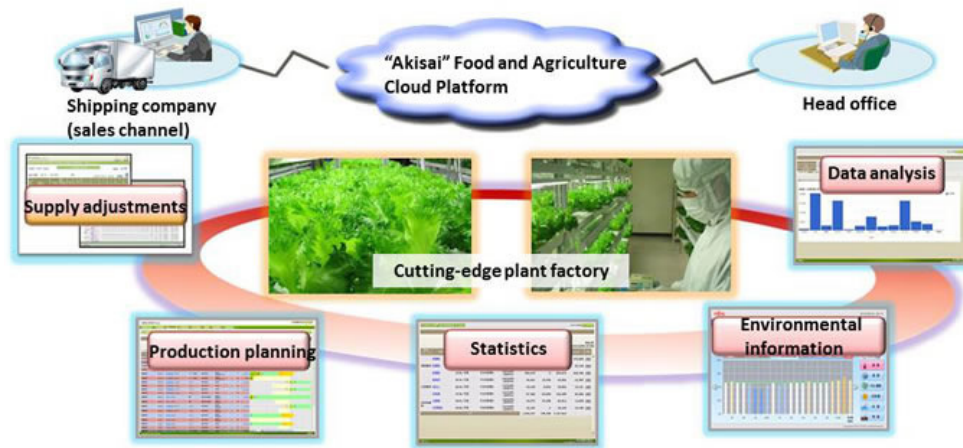 “Akisai” Food and Agriculture
Cloud Platform
Shipping company
(sales channel)
Head office
Supply adjustments
Data analysis
Cutting-edge plant factory
Production planning
Statistics
Environmental
information